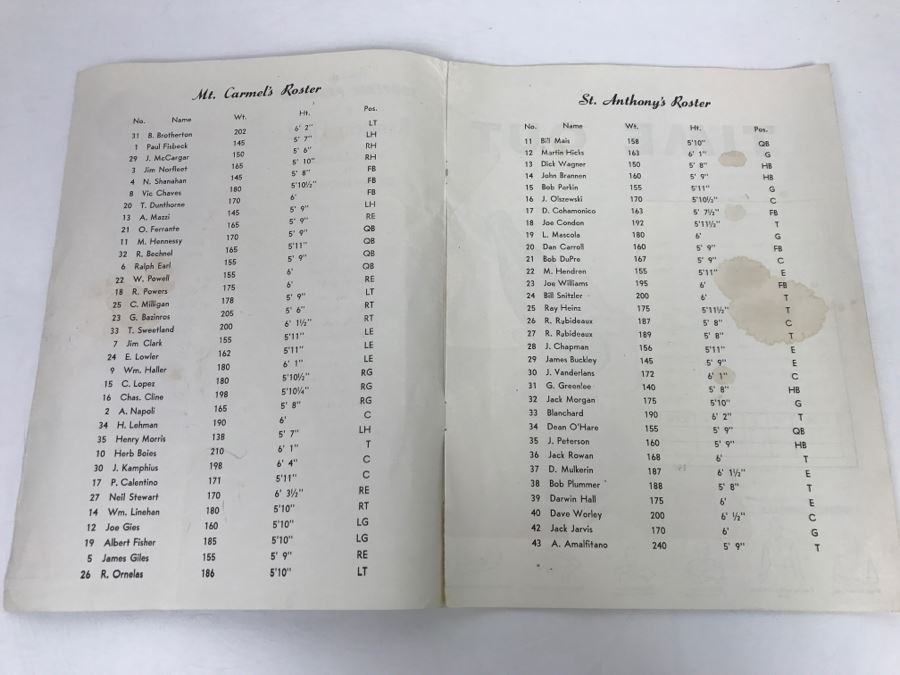 Mt. Carmel's Roster
No. Name Wt. Ht. Pos.
31 B. Brotherton 202 6' 2" LT
1 Paul Fisbeck 145 5' 7" LH
29 J. McCargar 150 5' 6" RH
3 Jim Norfleet 165 5' 10" RH
4 N. Shanahan 145 5' 8" FB
8 Vic Chaves 180 5'10½" FB
20 T. Dunthorne 170 6' FB
13 A. Mazzi 145 5' 9" LH
21 O. Ferrante 165 5' 9" RE
11 M. Hennessy 170 5' 9" QB
32 R. Bechnel 165 5'11" QB
6 Ralph Earl 155 5' 9" QB
22 W. Powell 155 6' QB
18 R. Powers 175 6' RE
25 C. Milligan 178 5' 9" LT
23 G. Bazinros 205 5' 6" RT
33 T. Sweetland 200 6' 1½" RT
7 Jim Clark 155 5'11" LE
24 E. Lowler 162 5'11" LE
9 Wm. Haller 180 6' 1" LE
15 C. Lopez 180 5'10½" RG
16 Chas. Cline 198 5'10¼" RG
2 A. Napoli 165 5' 8" RG
34 H. Lehman 190 6' C
35 Henry Morris 138 5' 7" LH
10 Herb Boies 210 6' 1" T
30 J. Kamphius 198 6' 4" C
17 P. Calentino 171 5'11" C
27 Neil Stewart 170 6' 3½" RE
14 Wm. Linehan 180 5'10" RT
12 Joe Gies 160 5'10" LG
19 Albert Fisher 185 5'10" LG
5 James Giles 155 5' 9" RE
26 R. Ornelas 186 5'10" LT
St. Anthony's Roster
No. Name Wt. Ht. Pos.
11 Bill Mais 158 5'10" QB
12 Martin Hicks 163 6' 1" G
13 Dick Wagner 150 5' 8" HB
14 John Brannen 160 5' 9" HB
15 Bob Parkin 155 5'11" G
16 J. Olszewski 170 5'10½" C
17 D. Cohamonico 163 5' 7½" FB
18 Joe Condon 192 5'11½" T
19 L. Mascola 180 6' G
20 Dan Carroll 160 5' 9" FB
21 Bob DuPre 167 5' 9" C
22 M. Hendren 155 5'11" E
23 Joe Williams 195 6' FB
24 Bill Snitzler 200 6' T
25 Ray Heinz 175 5'11½" T
26 R. Rabideaux 187 5' 8" C
27 R. Rabideaux 189 5' 8" T
28 J. Chapman 156 5'11" E
29 James Buckley 145 5' 9" E
30 J. Vanderlans 172 6' 1" C
31 G. Greenlee 140 5' 8" HB
32 Jack Morgan 175 5'10" G
33 Blanchard 190 6' 2" T
34 Dean O'Hare 155 5' 9" QB
35 J. Peterson 160 5' 9" HB
36 Jack Rowan 168 6' T
37 D. Mulkerin 187 6' 1½" E
38 Bob Plummer 188 5' 8" T
39 Darwin Hall 175 6' E
40 Dave Worley 200 6' ½" C
42 Jack Jarvis 170 6' G
43 A. Amalfitano 240 5' 9" T